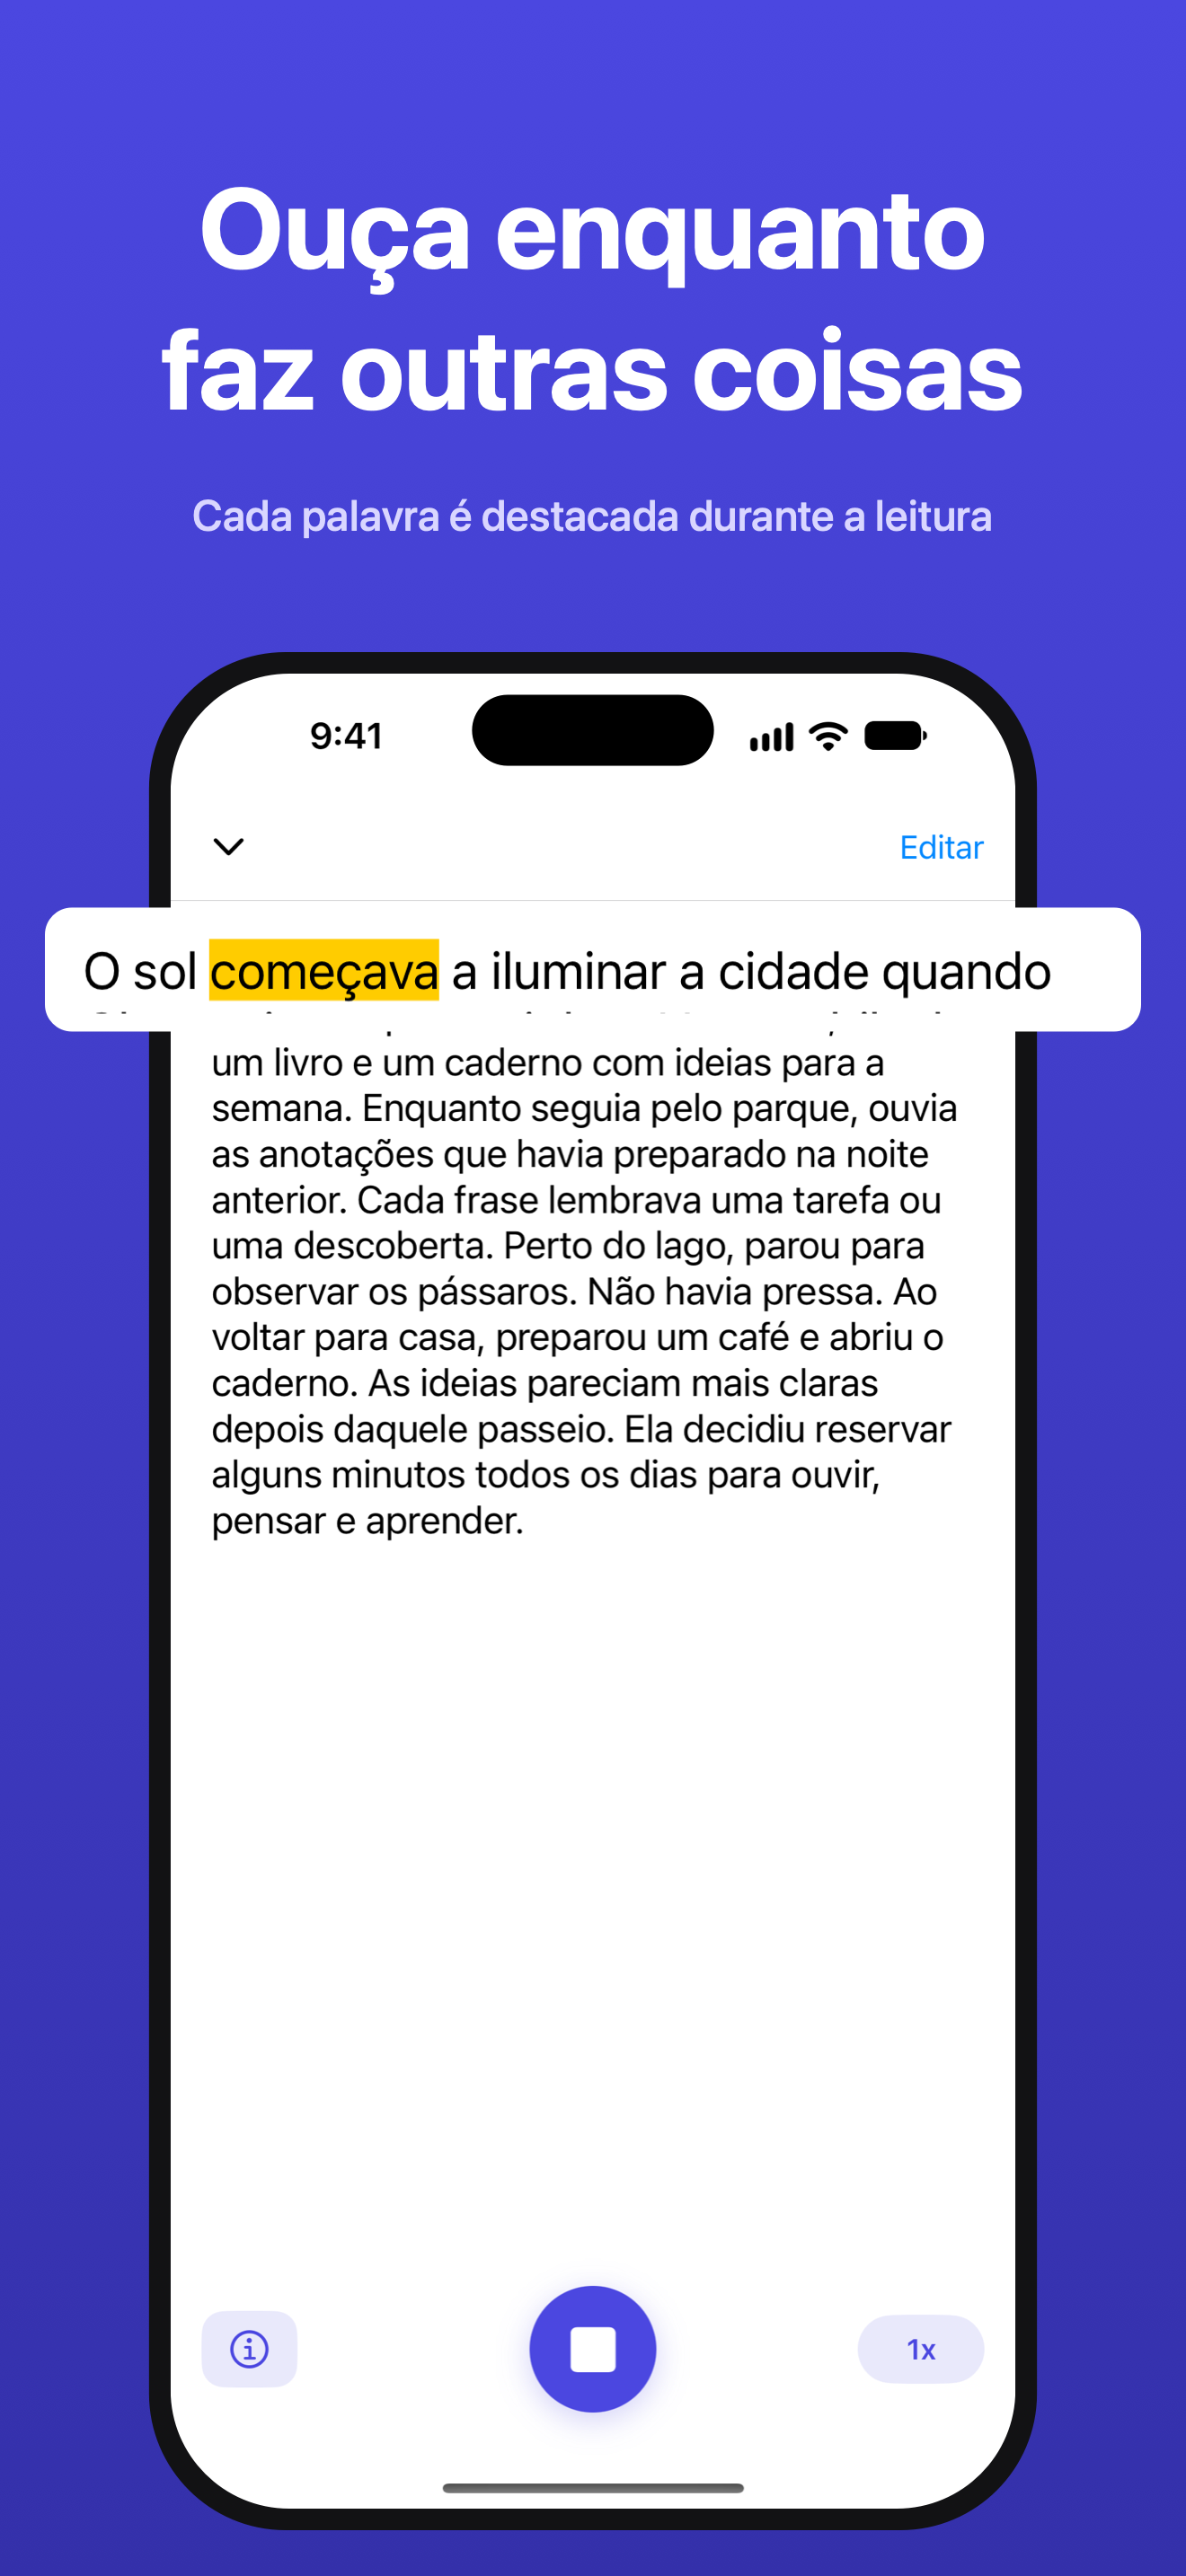 Ouça enquanto
faz outras coisas
Cada palavra é destacada durante a leitura
9:41
Editar
O sol começava a iluminar a cidade quando
um livro e um caderno com ideias para a
semana. Enquanto seguia pelo parque, ouvia
as anotações que havia preparado na noite
anterior. Cada frase lembrava uma tarefa ou
uma descoberta. Perto do lago, parou para
observar os pássaros. Não havia pressa. Ao
voltar para casa, preparou um café e abriu o
caderno. As ideias pareciam mais claras
depois daquele passeio. Ela decidiu reservar
alguns minutos todos os dias para ouvir,
pensar e aprender.
1x